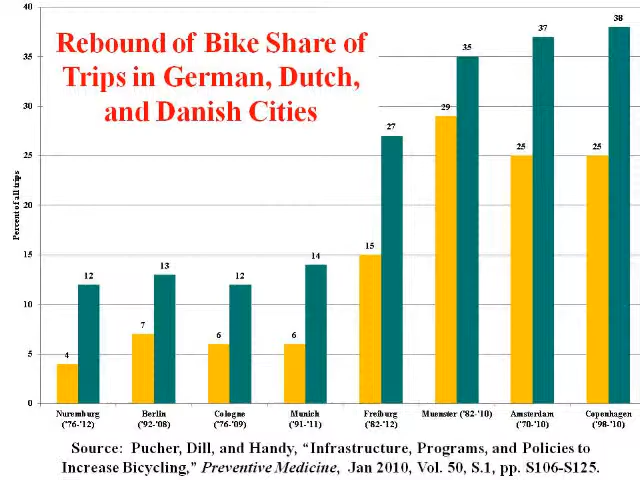 Rebound of Bike Share of
Trips in German, Dutch,
and Danish Cities
Percent of all trips
40
35
30
25
20
15
10
5
0
4
12
7
13
6
12
6
14
15
27
29
35
25
37
25
38
Nuremburg
('76-'12)
Berlin
('92-'08)
Cologne
('76-'09)
Munich
('91-'11)
Freiburg
('82-'12)
Muenster ('82-'10)
Amsterdam
('70-'10)
Copenhagen
('98-'10)
Source: Pucher, Dill, and Handy, “Infrastructure, Programs, and Policies to
Increase Bicycling,” Preventive Medicine, Jan 2010, Vol. 50, S.1, pp. S106-S125.